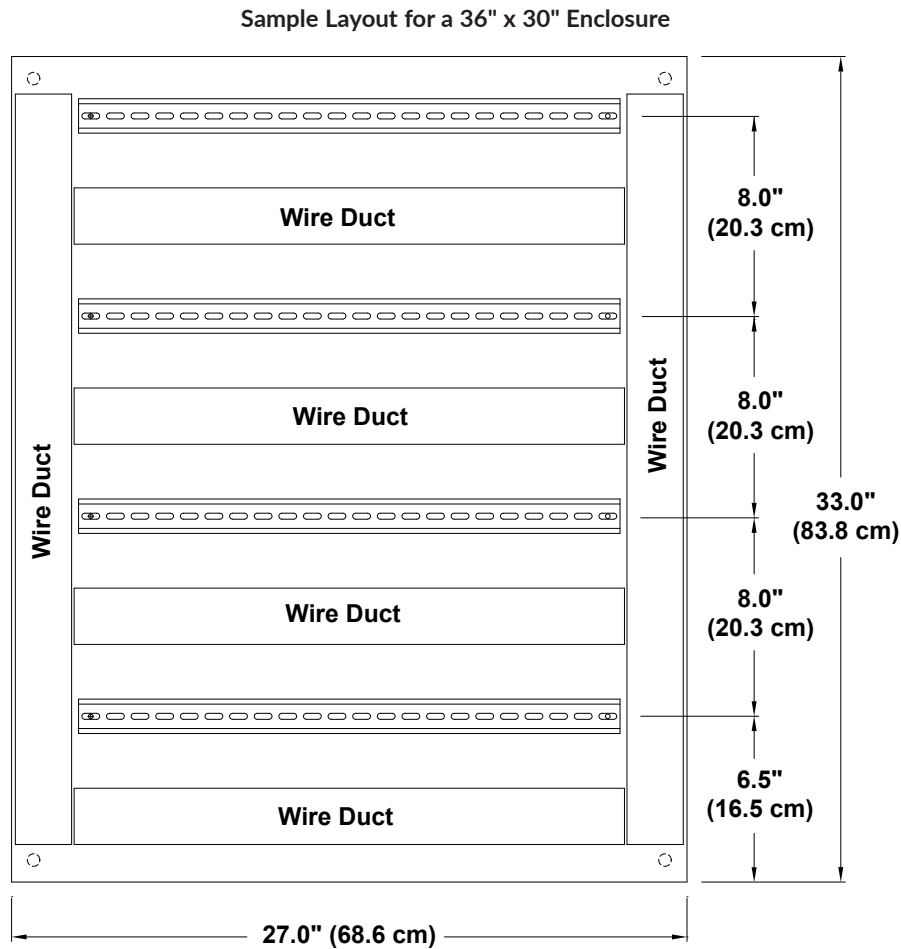 Sample Layout for a 36" x 30" Enclosure
8.0"
(20.3 cm)
Wire Duct
Wire Duct
8.0"
(20.3 cm)
Wire Duct
Wire Duct
33.0"
(83.8 cm)
8.0"
(20.3 cm)
Wire Duct
6.5"
(16.5 cm)
Wire Duct
27.0" (68.6 cm)